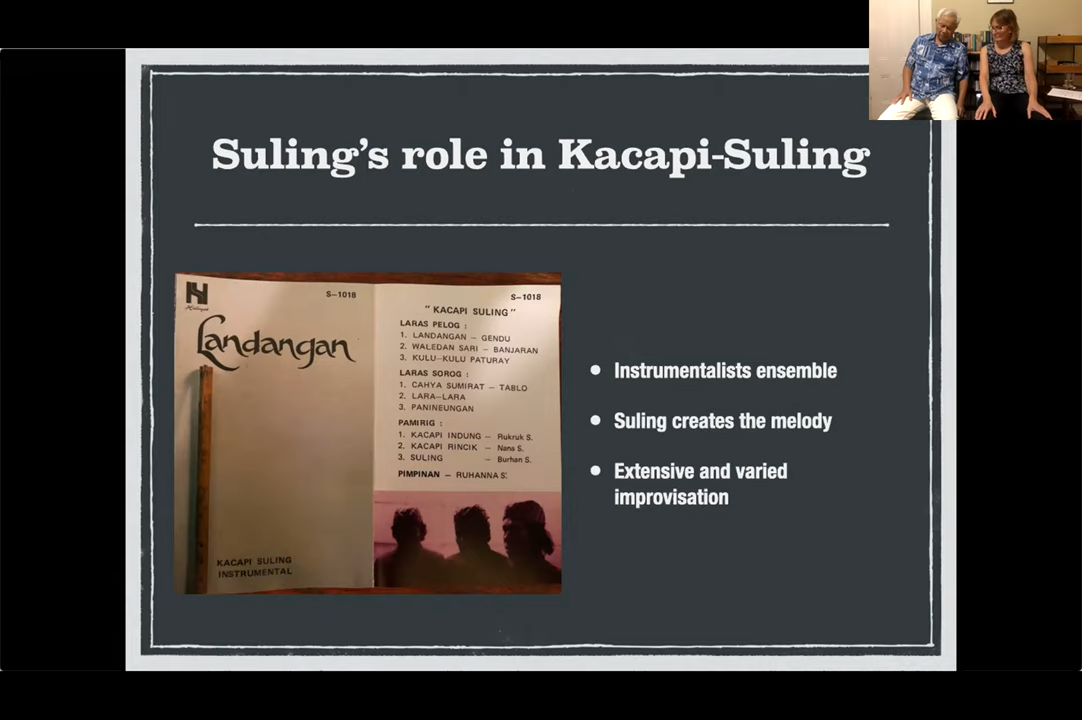 Suling’s role in Kacapi-Suling
S–1018
Landangan
KACAPI SULING
INSTRUMENTAL
S–1018
" KACAPI SULING "
LARAS PELOG :
1. LANDANGAN – GENDU
2. WALEDAN SARI – BANJARAN
3. KULU–KULU PATURAY
LARAS SOROG :
1. CAHYA SUMIRAT – TABLO
2. LARA–LARA
3. PANINEUNGAN
PAMIRIG :
1. KACAPI INDUNG – Rukruk S.
2. KACAPI RINCIK – Nana S.
3. SULING – Burhan S.
PIMPINAN – RUHANNA S.
• Instrumentalists ensemble
• Suling creates the melody
• Extensive and varied
improvisation